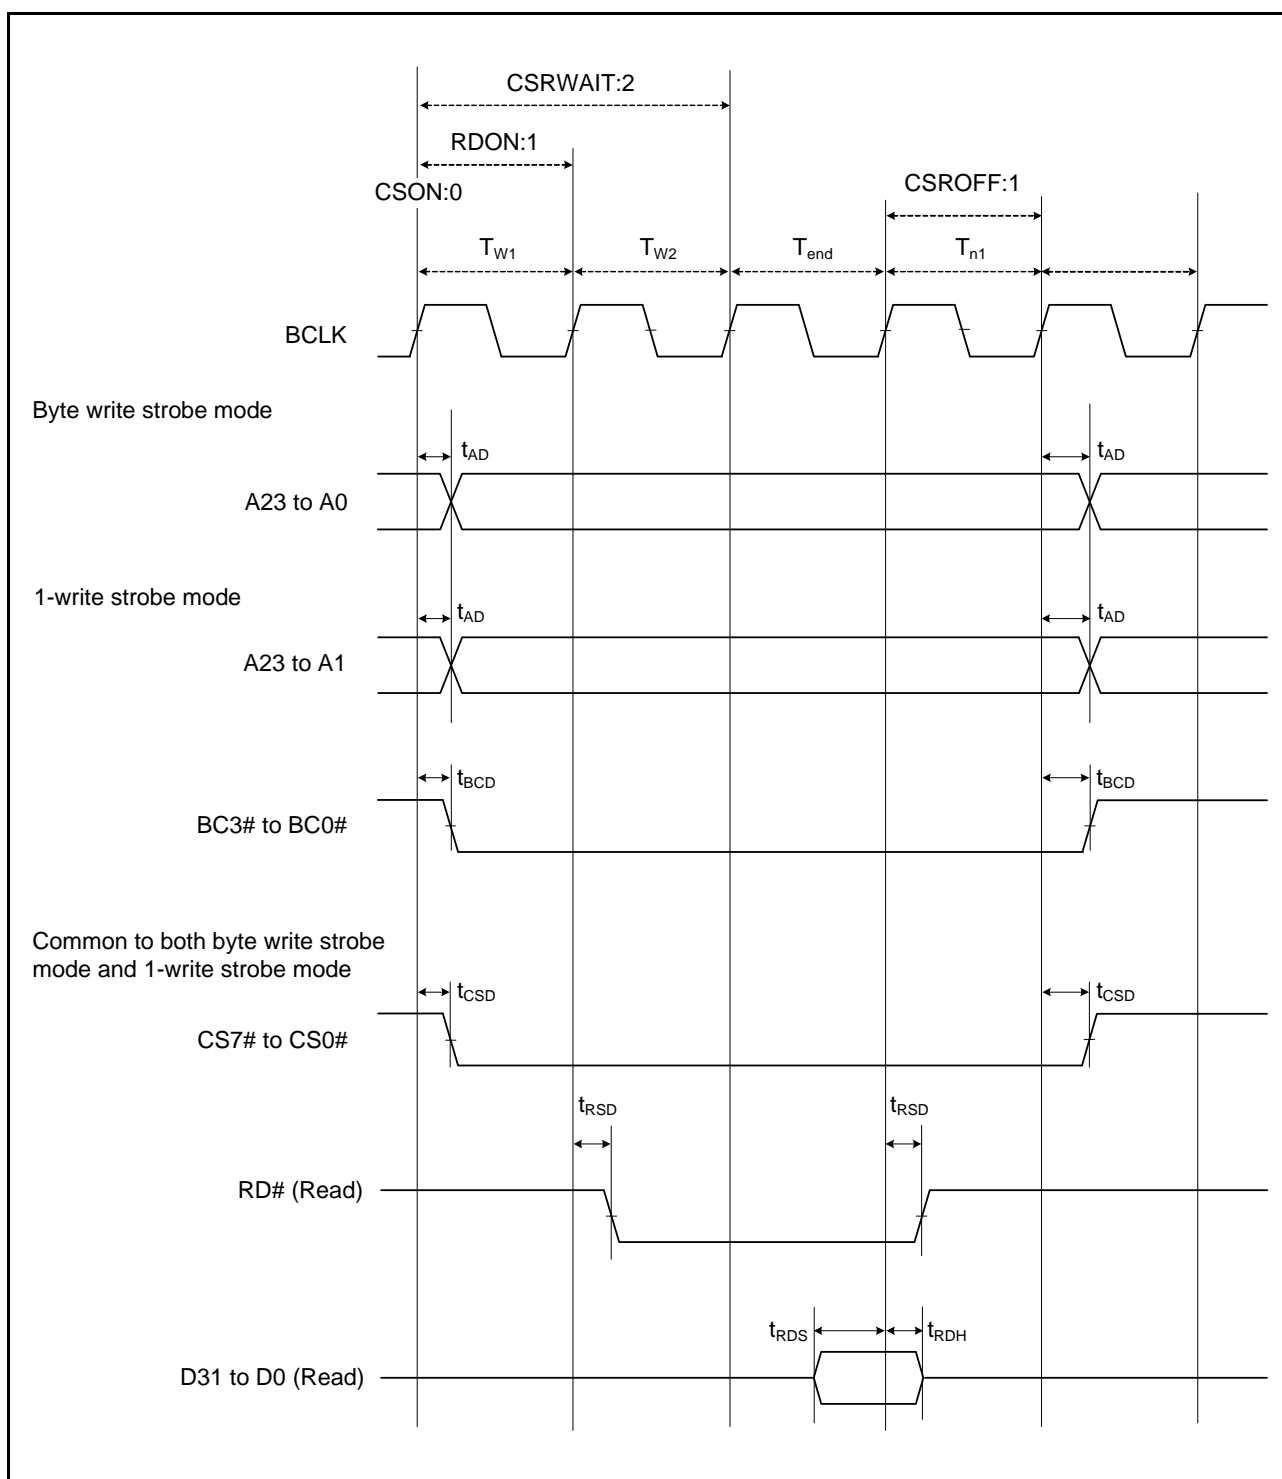 CSRWAIT:2
RDON:1
CSON:0
CSROFF:1
TW1 TW2 Tend Tn1
BCLK
Byte write strobe mode
tAD tAD
A23 to A0
1-write strobe mode
tAD tAD
A23 to A1
tBCD tBCD
BC3# to BC0#
Common to both byte write strobe
mode and 1-write strobe mode
tCSD tCSD
CS7# to CS0#
tRSD tRSD
RD# (Read)
tRDS tRDH
D31 to D0 (Read)